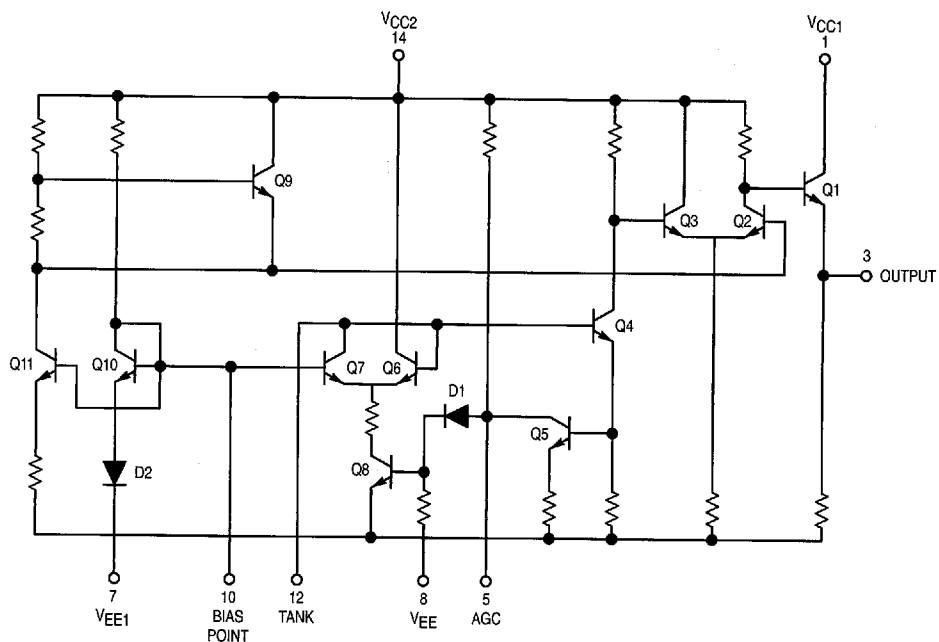 VCC2
14
VCC1
1
Q9
Q3
Q2
Q1
3
OUTPUT
Q4
Q11
Q10
Q7
Q6
D1
Q5
Q8
D2
7
VEE1
10
BIAS
POINT
12
TANK
8
VEE
5
AGC